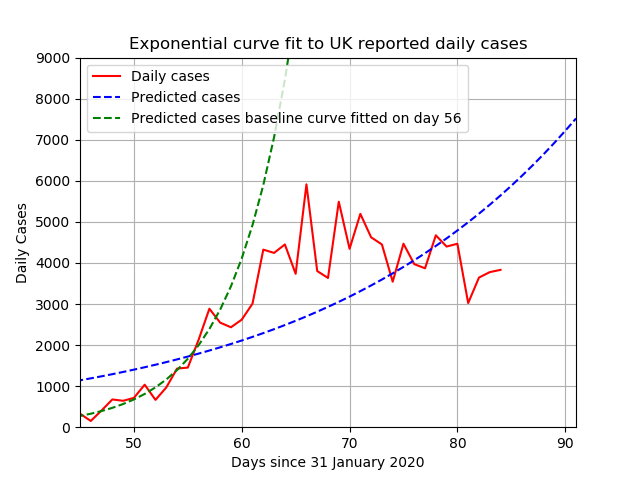 Exponential curve fit to UK reported daily cases
Daily cases
Predicted cases
Predicted cases baseline curve fitted on day 56
9000
8000
7000
6000
5000
4000
3000
2000
1000
0
Daily Cases
50 60 70 80 90
Days since 31 January 2020